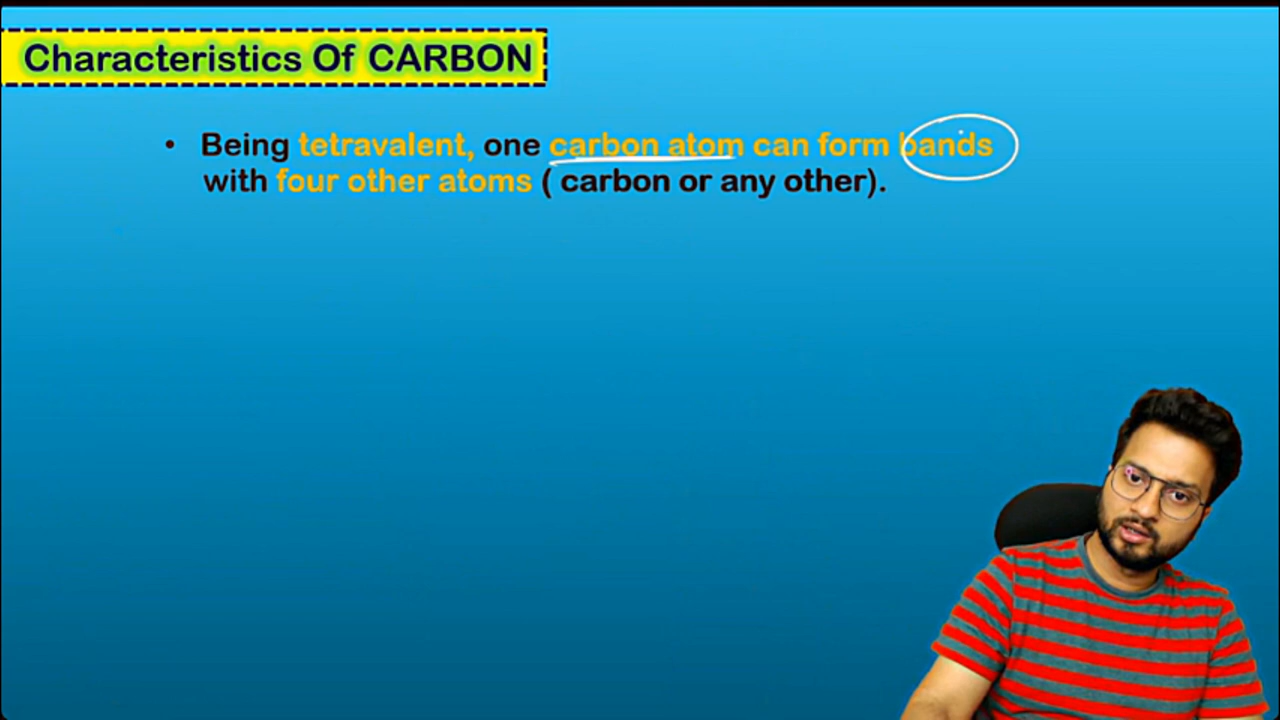 Characteristics Of CARBON
• Being tetravalent, one carbon atom can form bands
with four other atoms ( carbon or any other).